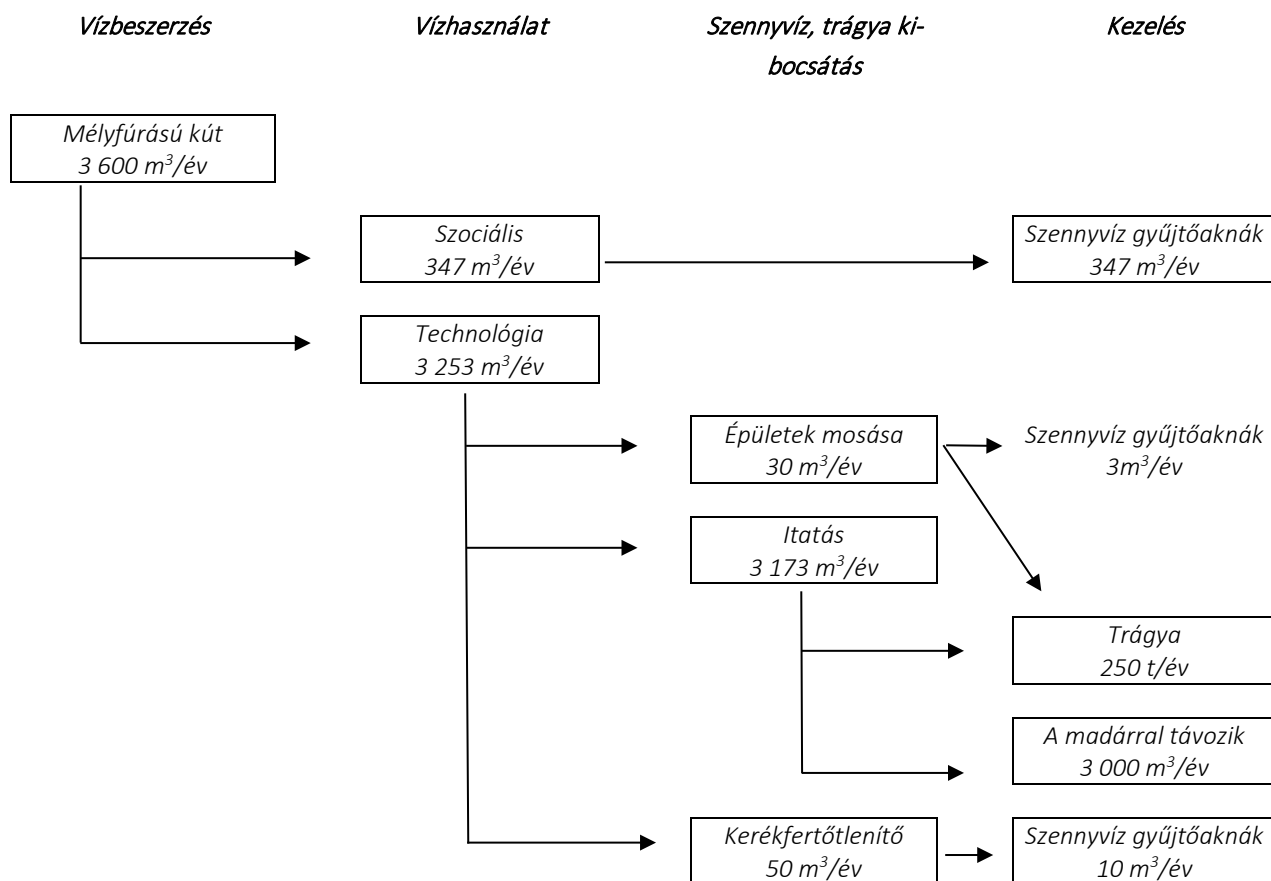 Vízbeszerzés
Vízhasználat
Szennyvíz, trágya ki-
bocsátás
Kezelés
Mélyfúrású kút
3 600 m³/év
Szociális
347 m³/év
Szennyvíz gyűjtőaknák
347 m³/év
Technológia
3 253 m³/év
Épületek mosása
30 m³/év
Szennyvíz gyűjtőaknák
3m³/év
Itatás
3 173 m³/év
Trágya
250 t/év
A madárral távozik
3 000 m³/év
Kerékfertőtlenítő
50 m³/év
Szennyvíz gyűjtőaknák
10 m³/év